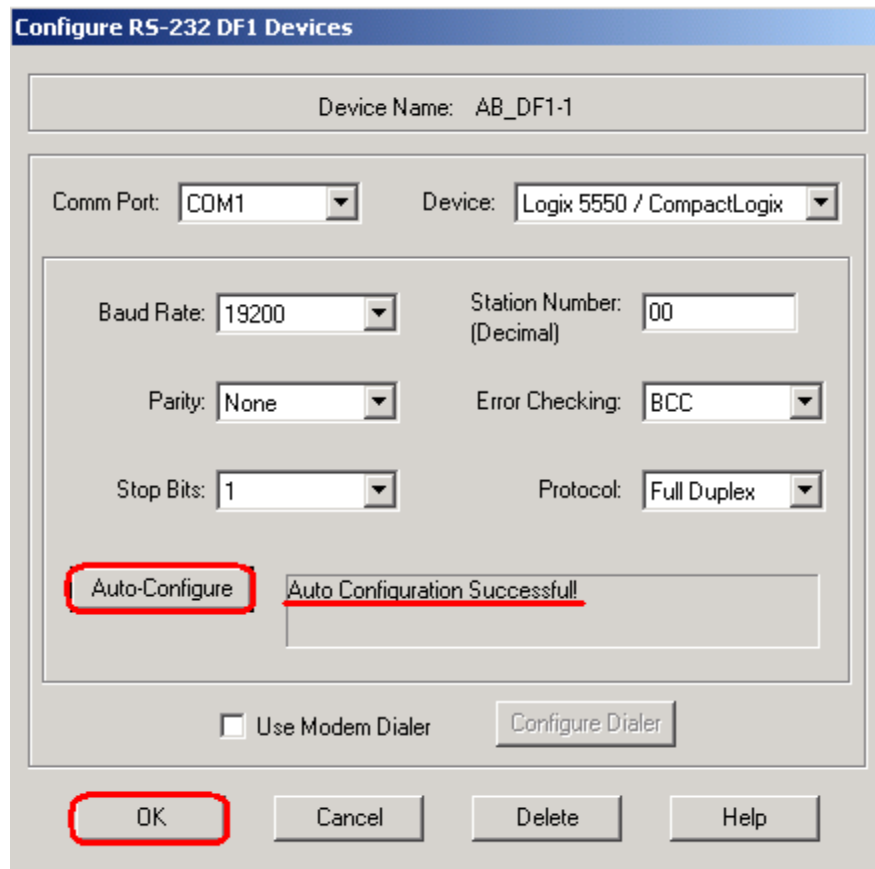 Configure RS-232 DF1 Devices
Device Name: AB_DF1-1
Comm Port: COM1 Device: Logix 5550 / CompactLogix
Baud Rate: 19200 Station Number: 00
(Decimal)
Parity: None Error Checking: BCC
Stop Bits: 1 Protocol: Full Duplex
Auto-Configure Auto Configuration Successful!
Use Modem Dialer Configure Dialer
OK Cancel Delete Help